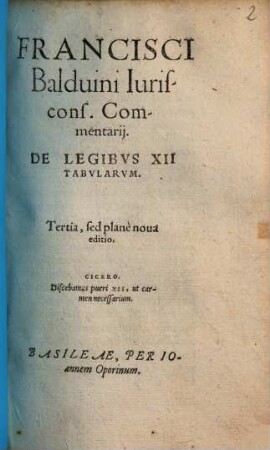 2
FRANCISCI
Balduini Iuris-
cons. Com-
mentarij.
DE LEGIBVS XII
TABVLARVM.
Tertia, sed planè noua
editio.
CICERO.
Discebamus pueri XII, ut car-
men necessarium.
BASILEAE, PER IO-
annem Oporinum.